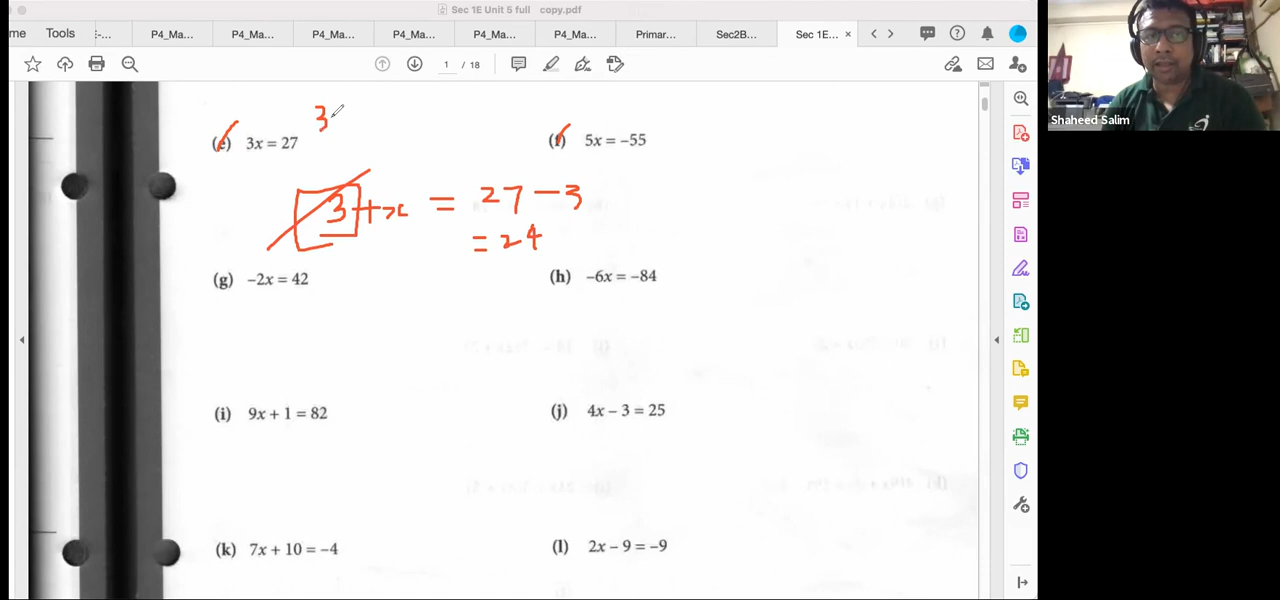 Sec 1E Unit 5 full copy.pdf
me Tools E-... P4_Ma... P4_Ma... P4_Ma... P4_Ma... P4_Ma... P4_Ma... Primar... Sec2B... Sec 1E... ×
1 / 18
Shaheed Salim
3
(e) 3x = 27 (f) 5x = –55
3 + x = 27 – 3
= 24
(g) –2x = 42 (h) –6x = –84
(i) 9x + 1 = 82 (j) 4x – 3 = 25
(k) 7x + 10 = –4 (l) 2x – 9 = –9